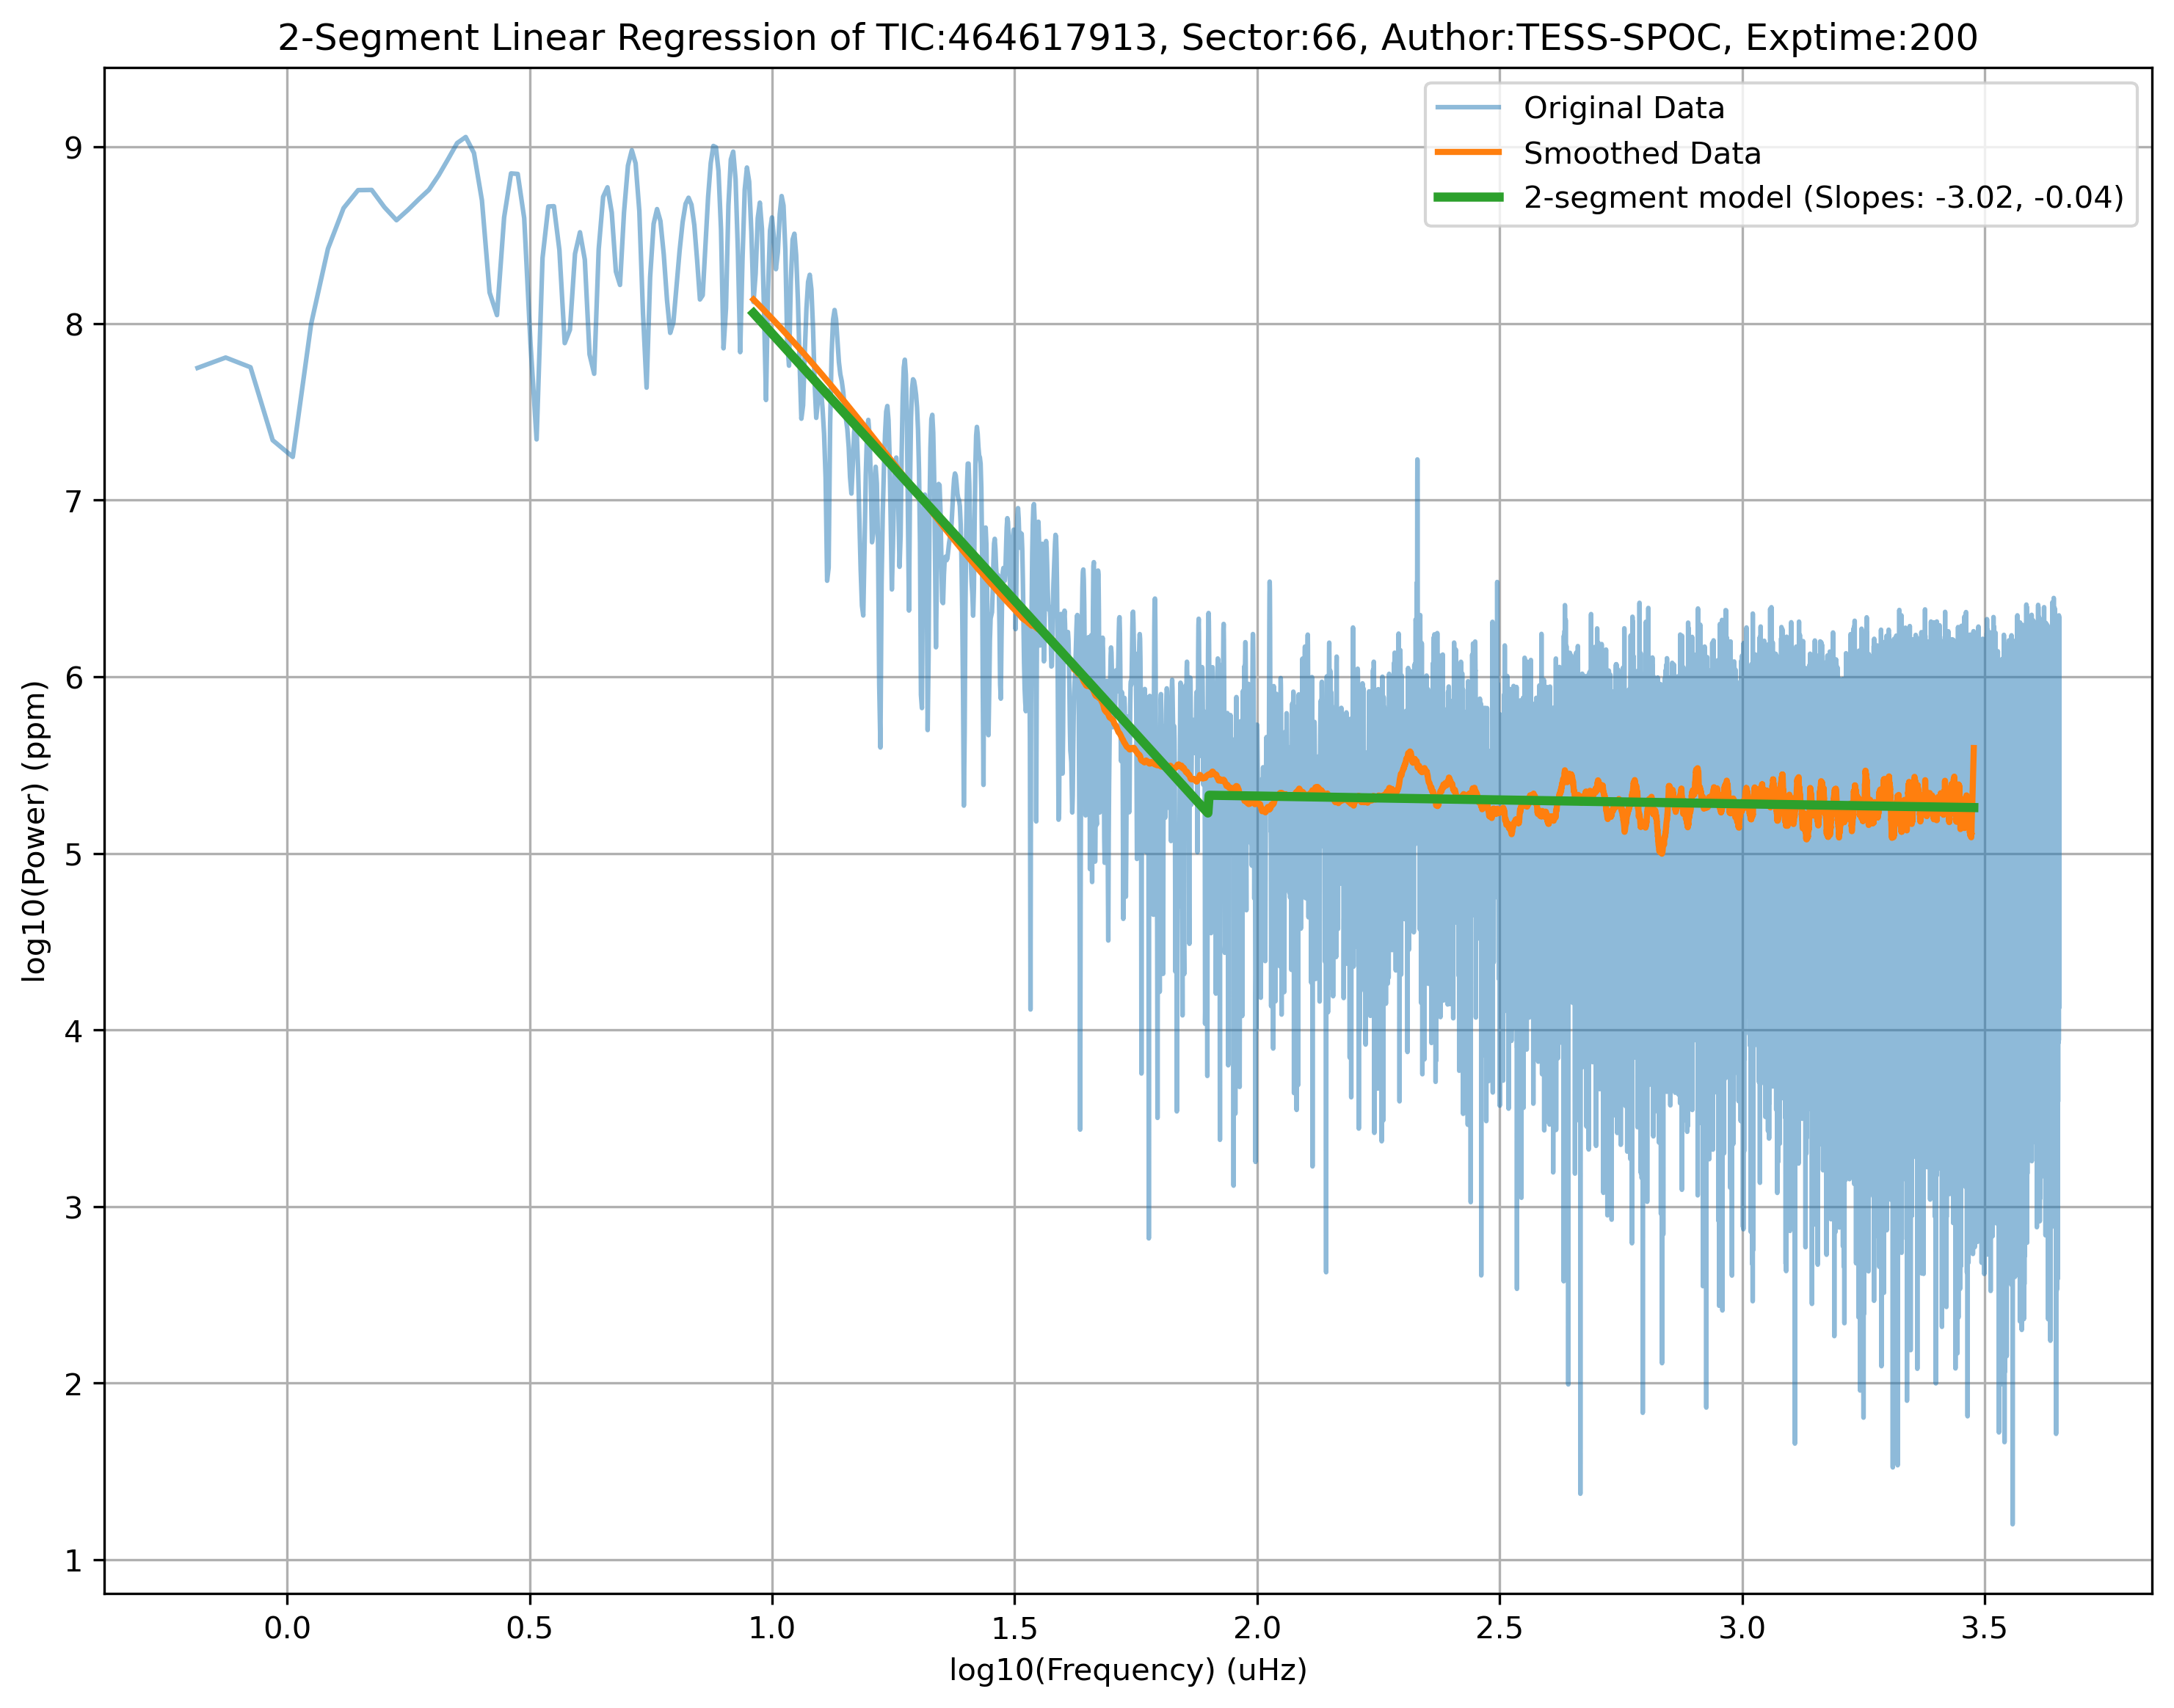 2-Segment Linear Regression of TIC:464617913, Sector:66, Author:TESS-SPOC, Exptime:200
Original Data
Smoothed Data
2-segment model (Slopes: -3.02, -0.04)
log10(Power) (ppm)
9
8
7
6
5
4
3
2
1
0.0 0.5 1.0 1.5 2.0 2.5 3.0 3.5
log10(Frequency) (uHz)